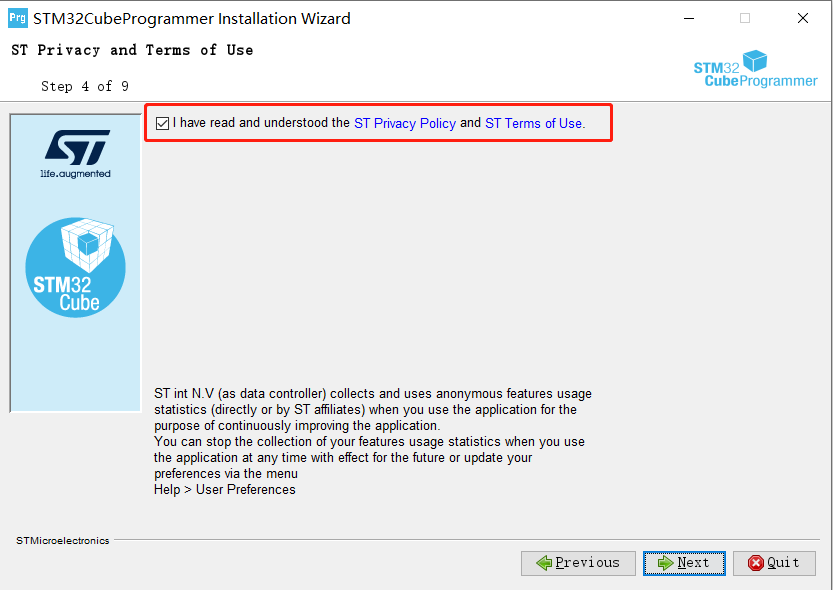 Prg STM32CubeProgrammer Installation Wizard
ST Privacy and Terms of Use
Step 4 of 9
STM32
CubeProgrammer
I have read and understood the ST Privacy Policy and ST Terms of Use.
ST
life.augmented
STM32
Cube
ST int N.V (as data controller) collects and uses anonymous features usage
statistics (directly or by ST affiliates) when you use the application for the
purpose of continuously improving the application.
You can stop the collection of your features usage statistics when you use
the application at any time with effect for the future or update your
preferences via the menu
Help > User Preferences
STMicroelectronics
Previous Next Quit